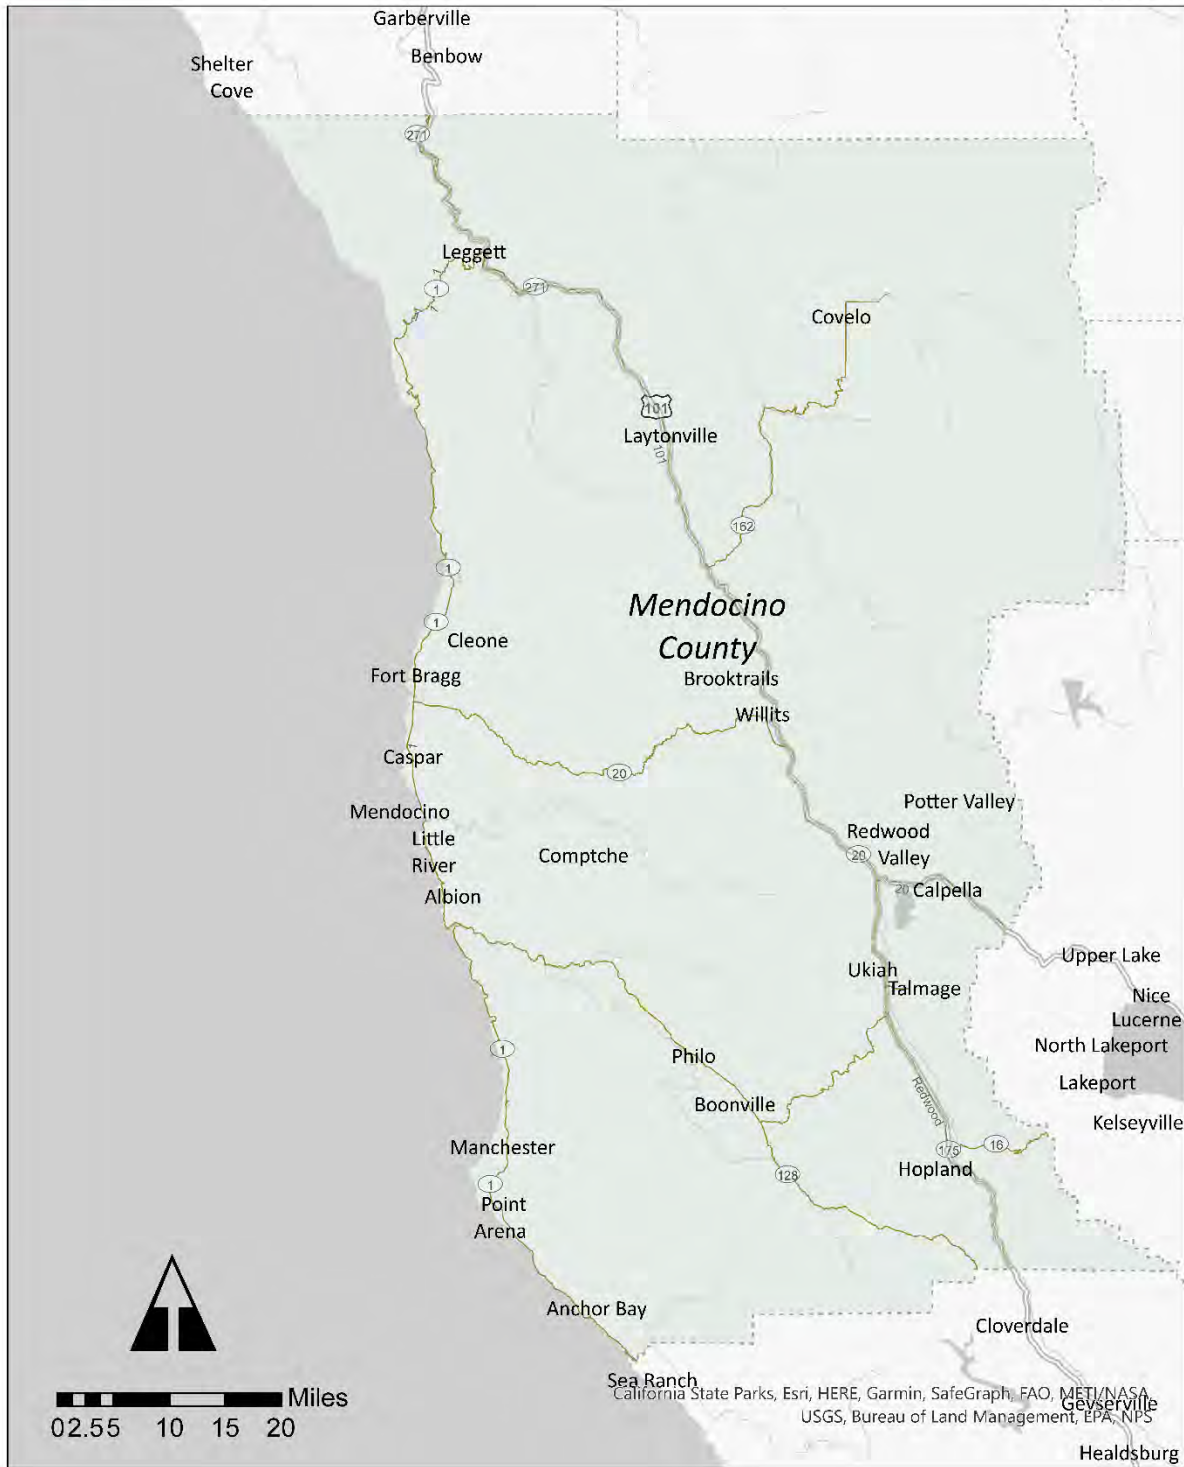 Garberville
Benbow
Shelter
Cove
271
Leggett
1
271
Covelo
101
Laytonville
101
162
1
Mendocino
County
1
Cleone
Fort Bragg
Brooktrails
Willits
Caspar
20
Potter Valley
Mendocino
Redwood
Valley
Little
River
Comptche
20
20
Calpella
Albion
Upper Lake
Ukiah
Talmage
Nice
Lucerne
North Lakeport
1
Philo
Lakeport
Boonville
Redwood
Kelseyville
Manchester
175
16
Hopland
128
1
Point
Arena
Anchor Bay
Cloverdale
Sea Ranch
California State Parks, Esri, HERE, Garmin, SafeGraph, FAO, METI/NASA,
USGS, Bureau of Land Management, EPA, NPS
Geyserville
Healdsburg
Miles
0 2.5 5 10 15 20